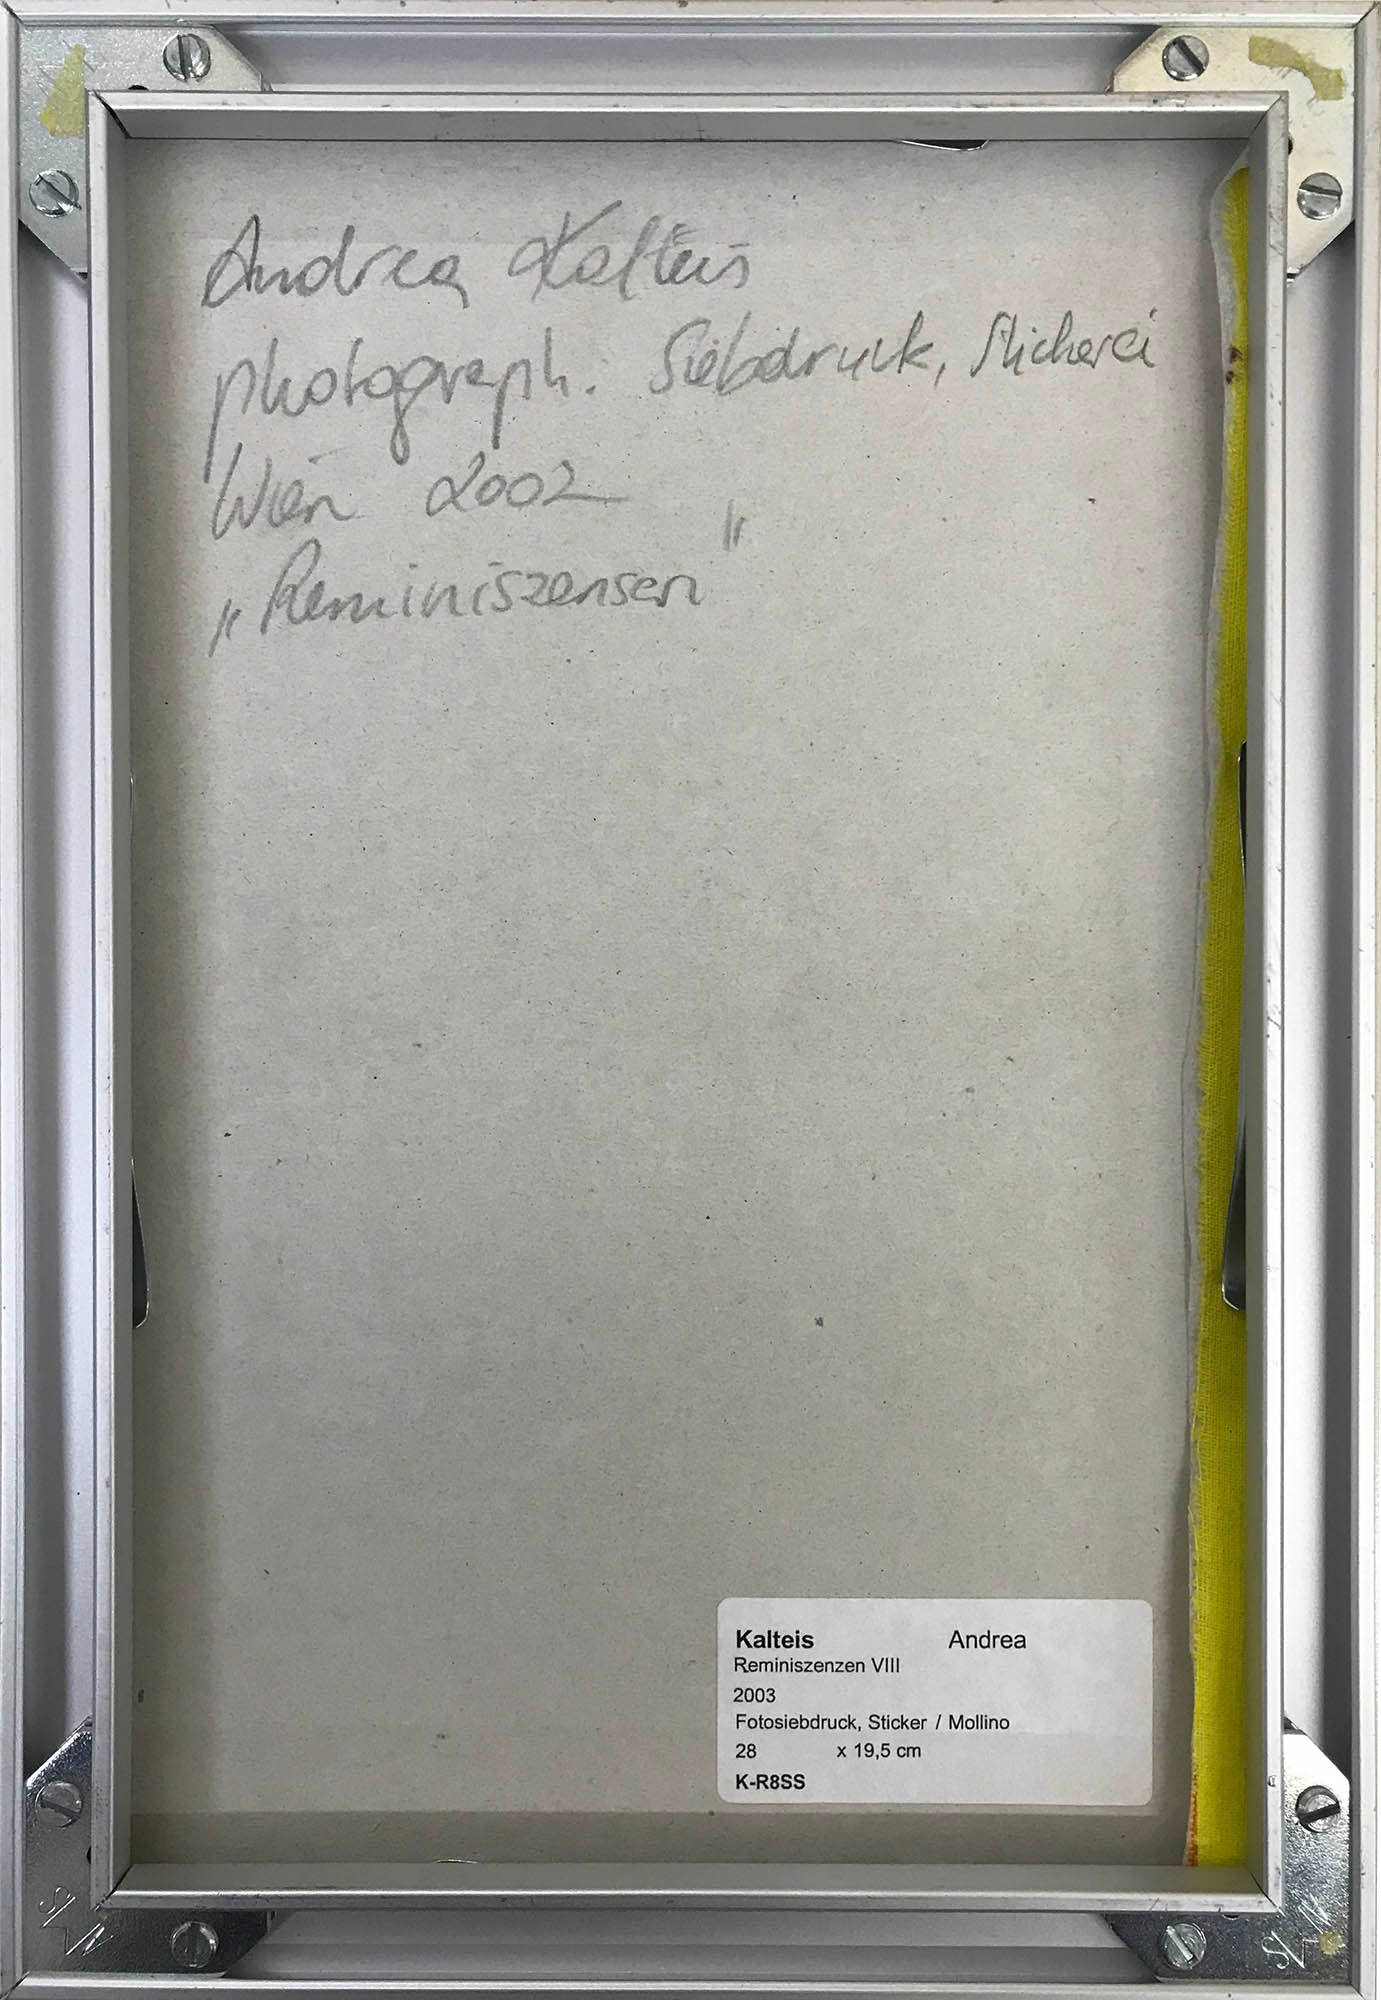 Andrea Kalteis
photograph. Siebdruck, Stickerei
Wien 2002
„Reminiszensen"
Kalteis Andrea
Reminiszenzen VIII
2003
Fotosiebdruck, Sticker / Mollino
28 x 19,5 cm
K-R8SS